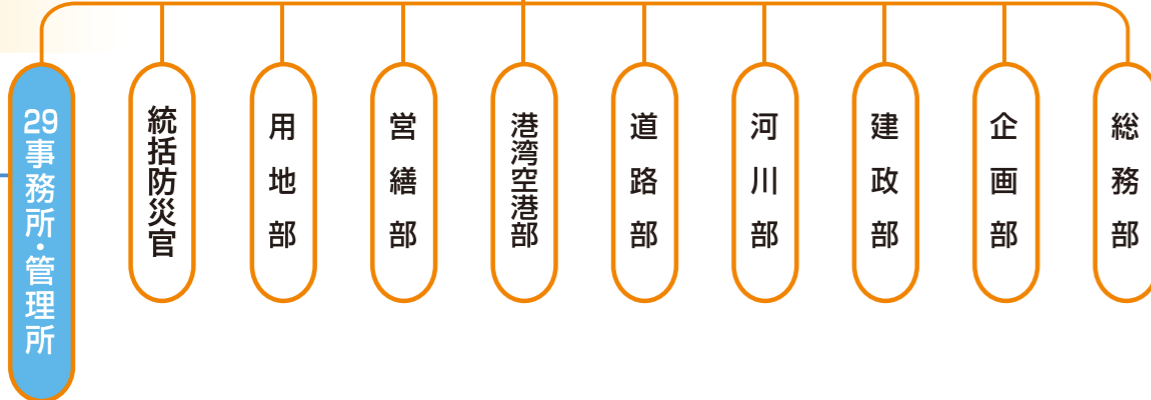 総務部
企画部
建政部
河川部
道路部
港湾空港部
営繕部
用地部
統括防災官
29事務所・管理所